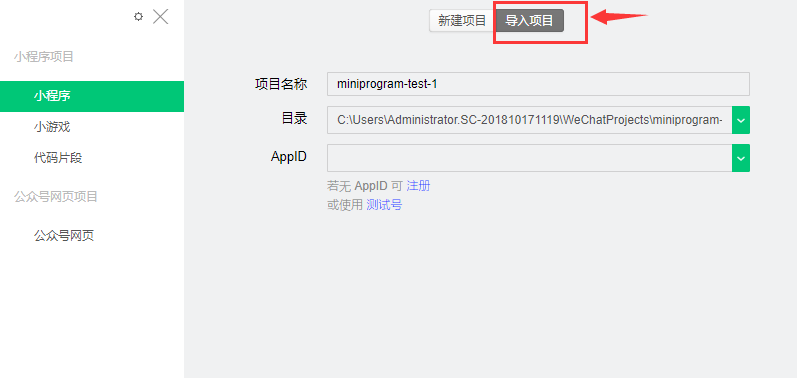 小程序项目
小程序
小游戏
代码片段
公众号网页项目
公众号网页
新建项目 导入项目
项目名称 miniprogram-test-1
目录 C:\Users\Administrator.SC-201810171119\WeChatProjects\miniprogram-
AppID
若无 AppID 可 注册
或使用 测试号